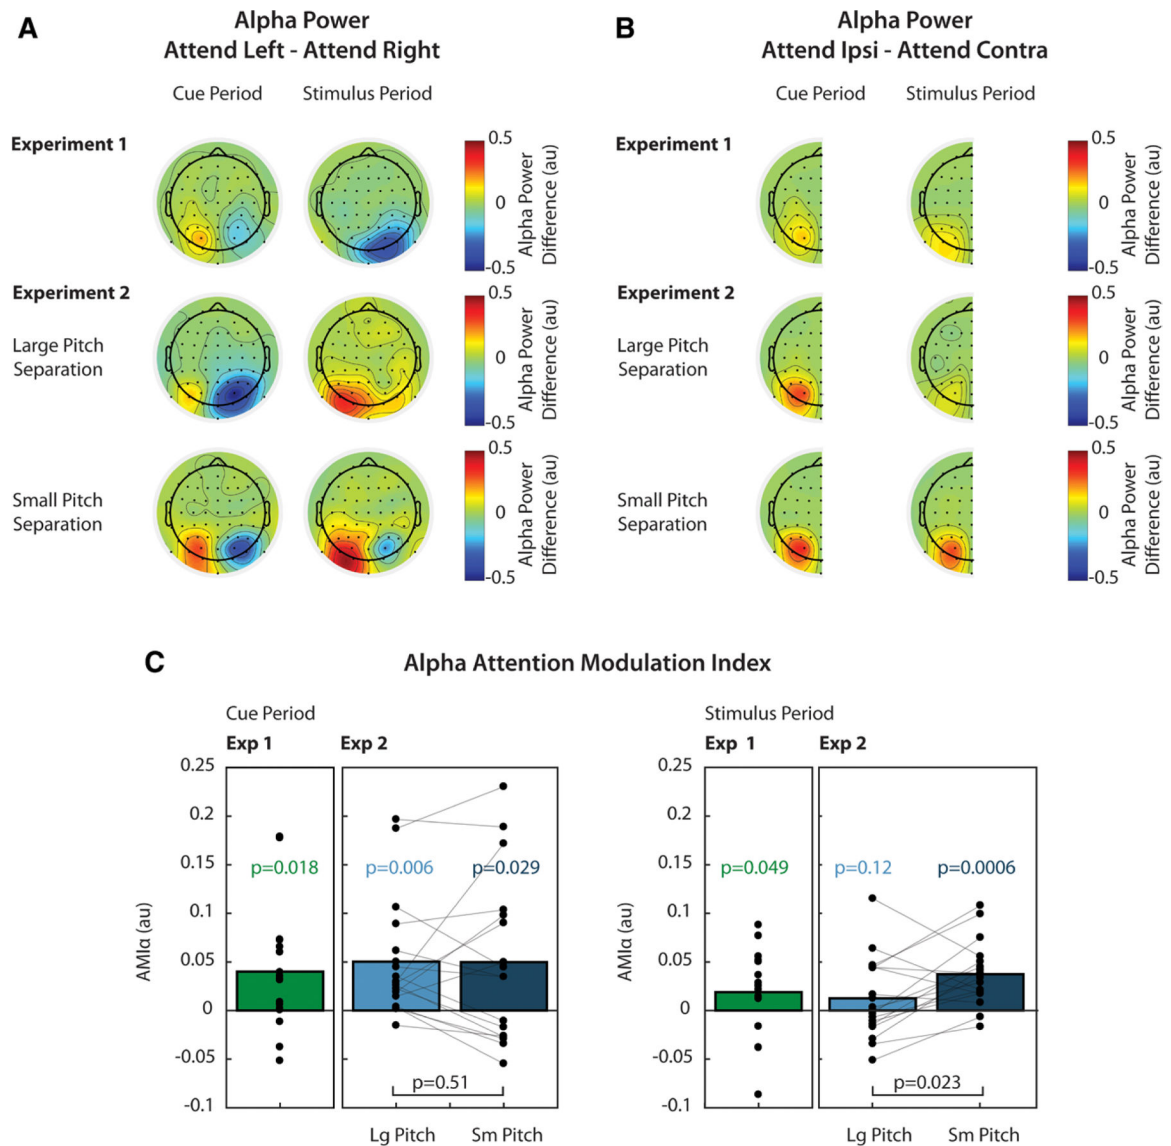 A
Alpha Power
Attend Left - Attend Right
Cue Period
Stimulus Period
Experiment 1
0.5
0
-0.5
Alpha Power
Difference (au)
Experiment 2
Large Pitch
Separation
0.5
0
-0.5
Alpha Power
Difference (au)
Small Pitch
Separation
0.5
0
-0.5
Alpha Power
Difference (au)
B
Alpha Power
Attend Ipsi - Attend Contra
Cue Period
Stimulus Period
Experiment 1
0.5
0
-0.5
Alpha Power
Difference (au)
Experiment 2
Large Pitch
Separation
0.5
0
-0.5
Alpha Power
Difference (au)
Small Pitch
Separation
0.5
0
-0.5
Alpha Power
Difference (au)
C
Alpha Attention Modulation Index
Cue Period
Exp 1
Exp 2
AMIα (au)
0.25
0.2
0.15
0.1
0.05
0
-0.05
-0.1
p=0.018
p=0.006
p=0.029
p=0.51
Lg Pitch
Sm Pitch
Stimulus Period
Exp 1
Exp 2
AMIα (au)
0.25
0.2
0.15
0.1
0.05
0
-0.05
-0.1
p=0.049
p=0.12
p=0.0006
p=0.023
Lg Pitch
Sm Pitch